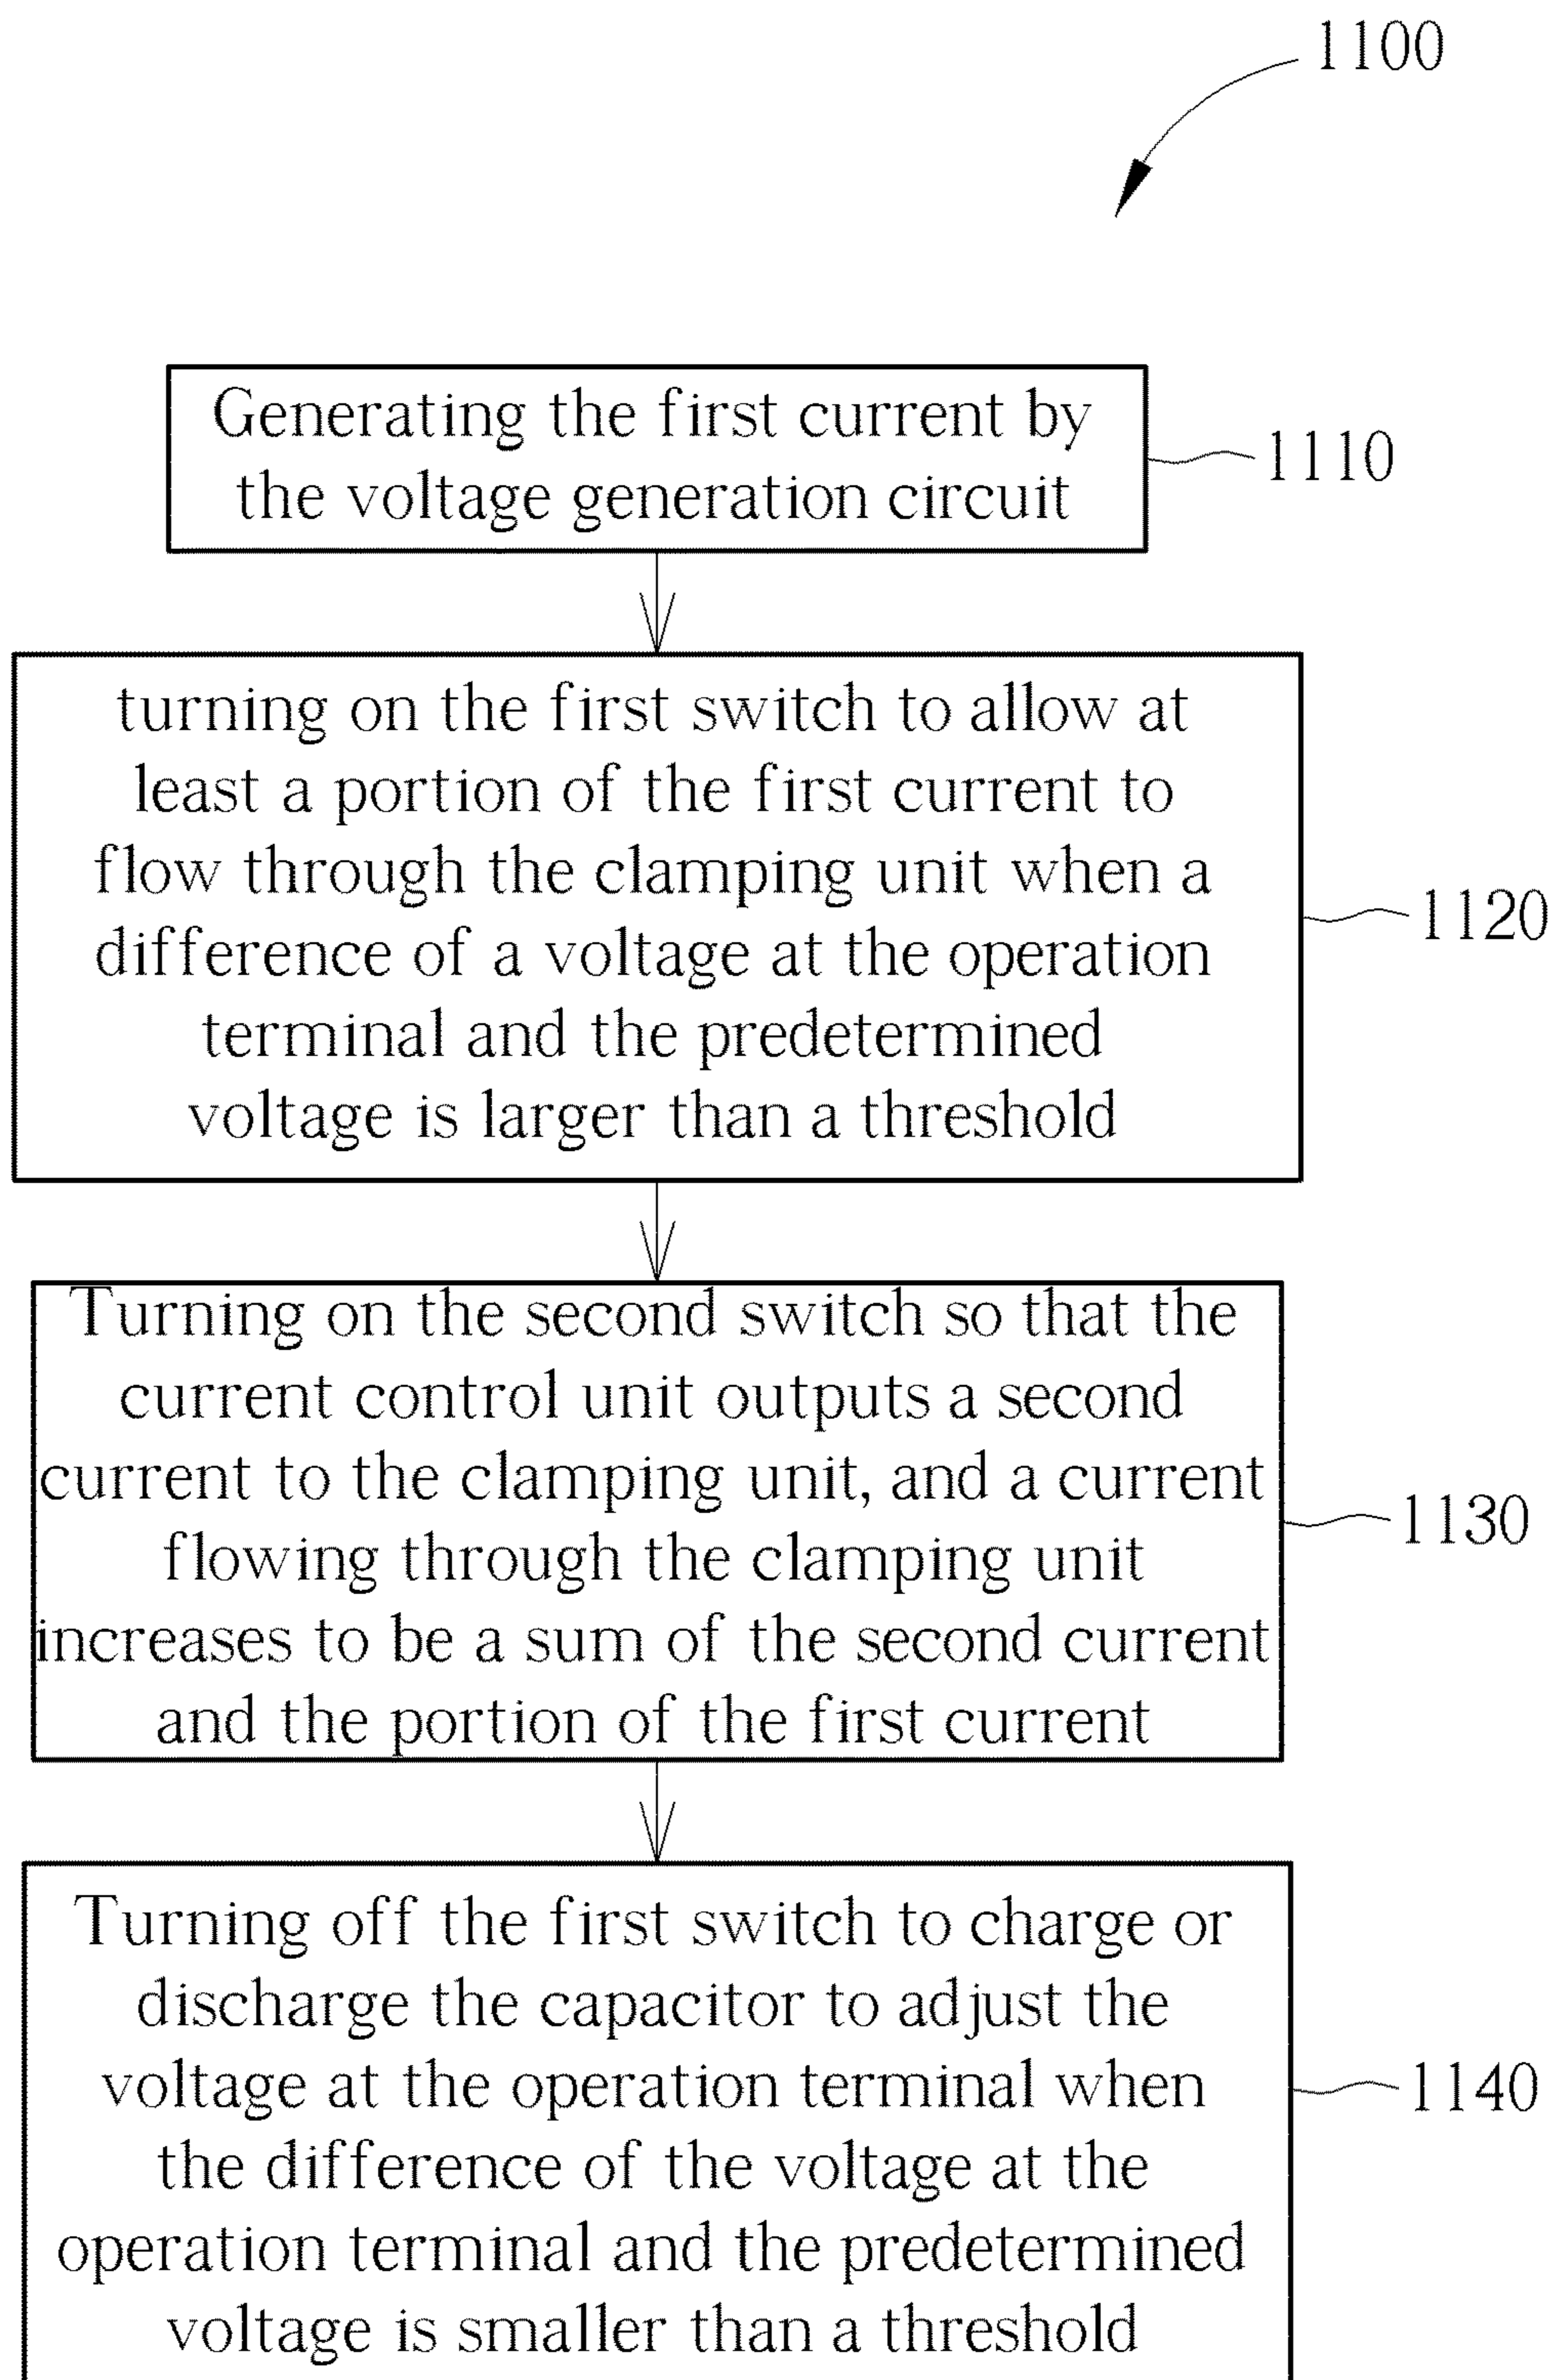 1100
Generating the first current by
the voltage generation circuit
1110
turning on the first switch to allow at
least a portion of the first current to
flow through the clamping unit when a
difference of a voltage at the operation
terminal and the predetermined
voltage is larger than a threshold
1120
Turning on the second switch so that the
current control unit outputs a second
current to the clamping unit, and a current
flowing through the clamping unit
increases to be a sum of the second current
and the portion of the first current
1130
Turning off the first switch to charge or
discharge the capacitor to adjust the
voltage at the operation terminal when
the difference of the voltage at the
operation terminal and the predetermined
voltage is smaller than a threshold
1140